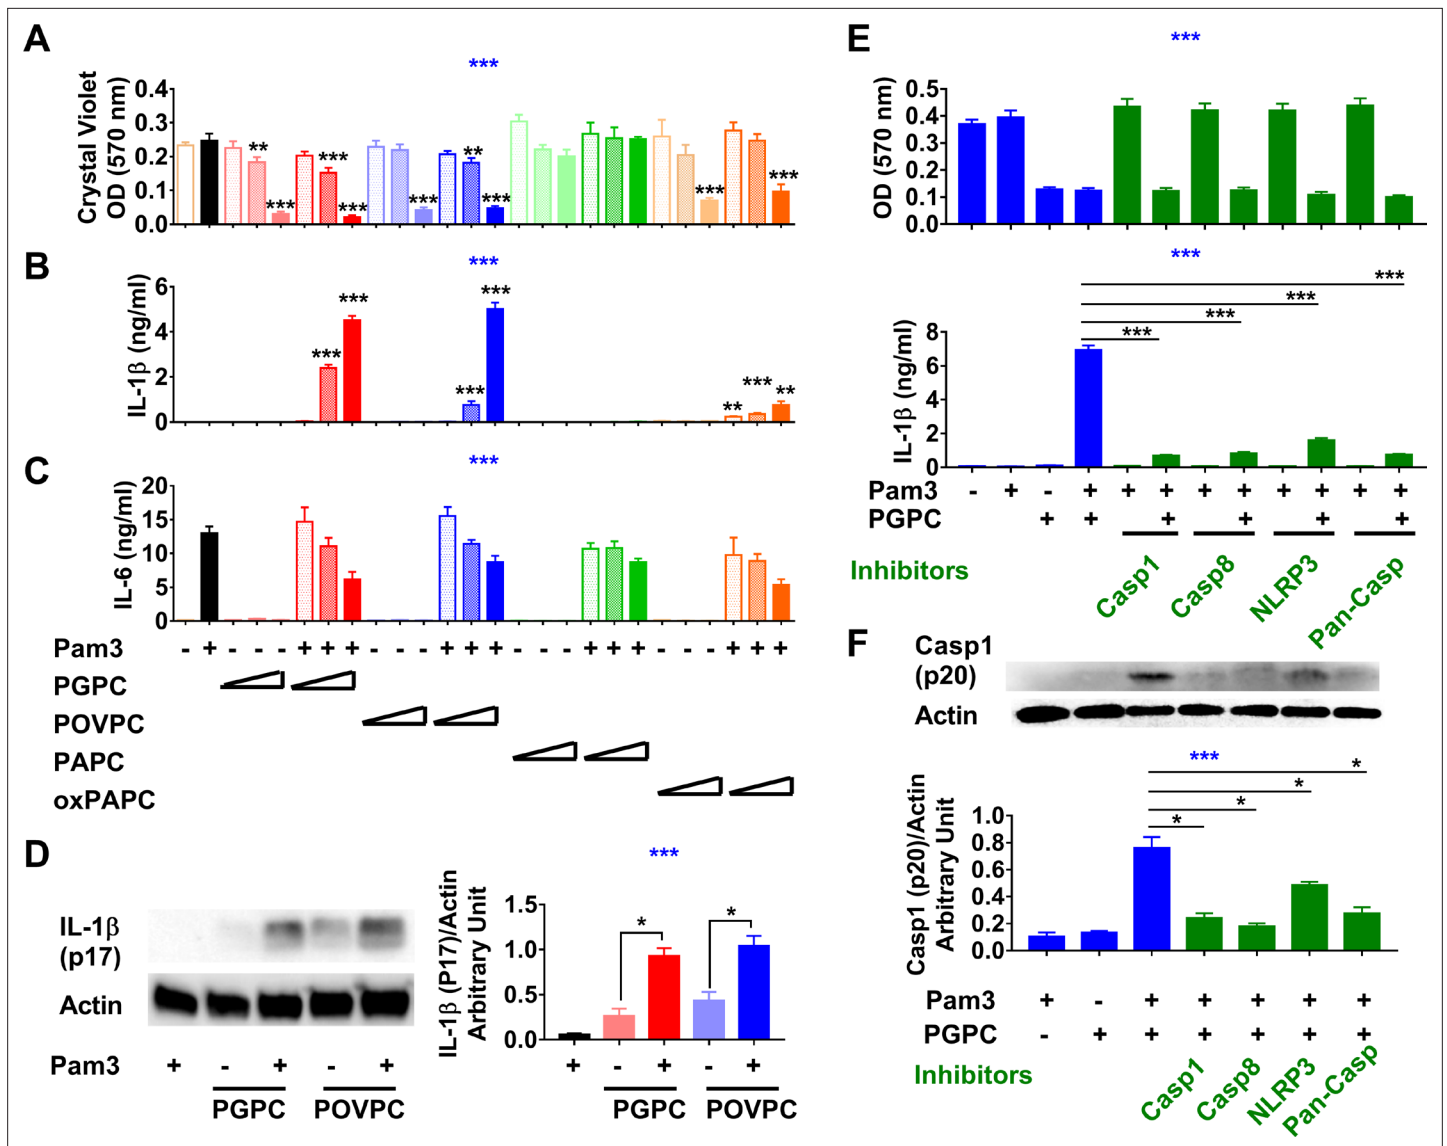 A
***
Crystal Violet
OD (570 nm)
0.4
0.3
0.2
0.1
0.0
** *** *** *** *** ** *** *** ***
B
***
IL-1β (ng/ml)
6
4
2
0
*** *** *** *** ** *** **
C
***
IL-6 (ng/ml)
20
15
10
5
0
Pam3 - + - - - + + + - - - + + + - - - + + + - - - + + +
PGPC
POVPC
PAPC
oxPAPC
D
IL-1β
(p17)
Actin
Pam3 + - + - +
PGPC POVPC
***
IL-1β (P17)/Actin
Arbitrary Unit
1.5
1.0
0.5
0.0
* *
+ - + - +
PGPC POVPC
E
***
OD (570 nm)
0.5
0.4
0.3
0.2
0.1
0.0
***
IL-1β (ng/ml)
8
6
4
2
0
***
***
***
***
Pam3 - + - + + + + + + + + +
PGPC + + + + + +
Inhibitors
Casp1 Casp8 NLRP3 Pan-Casp
F
Casp1
(p20)
Actin
***
Casp1 (p20)/Actin
Arbitrary Unit
1.0
0.8
0.6
0.4
0.2
0.0
*
*
*
*
Pam3 + - + + + + +
PGPC - + + + + + +
Inhibitors
Casp1 Casp8 NLRP3 Pan-Casp